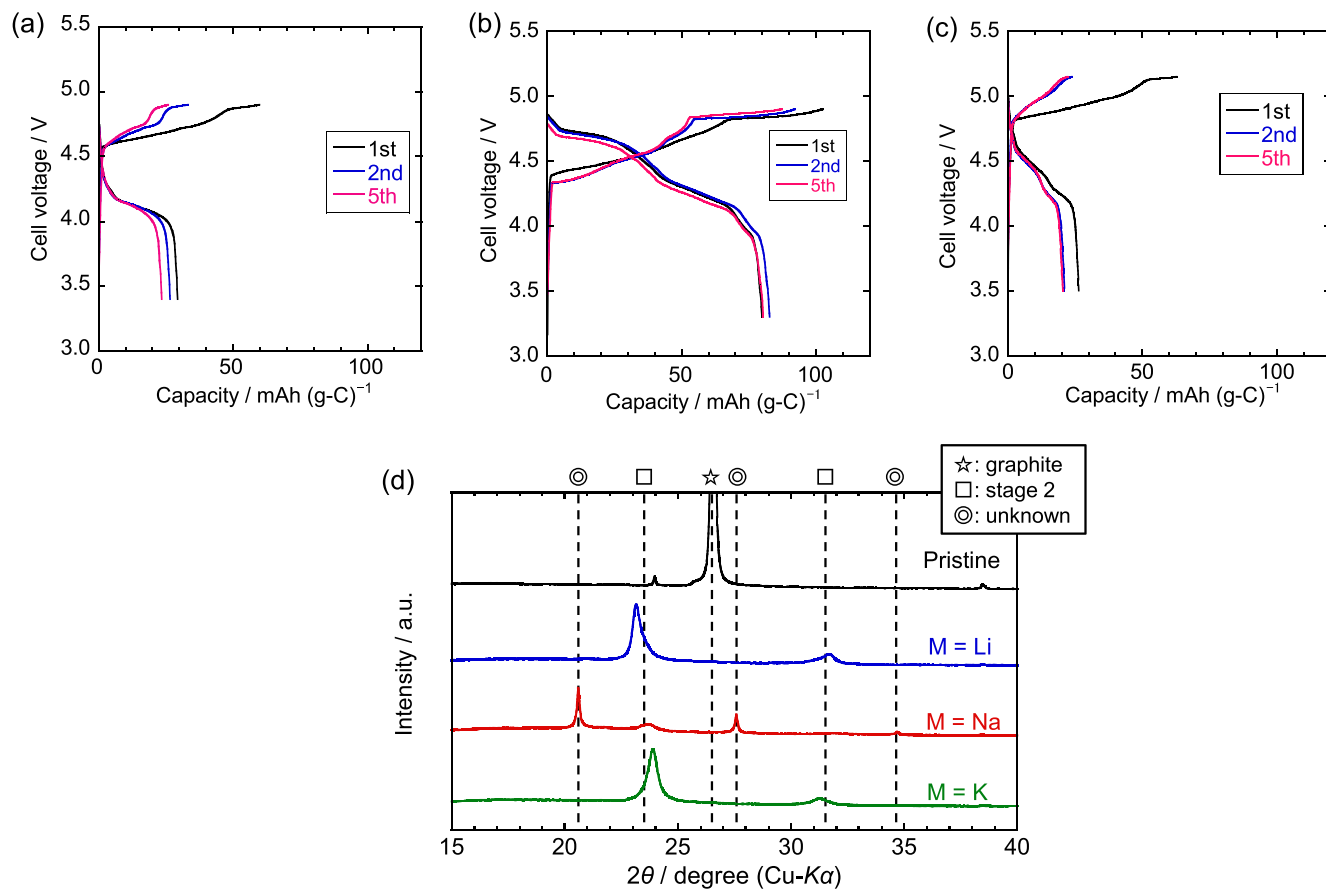 (a)
5.5
5.0
4.5
4.0
3.5
3.0
Cell voltage / V
1st
2nd
5th
0
50
100
Capacity / mAh (g-C)⁻¹
(b)
5.5
5.0
4.5
4.0
3.5
3.0
Cell voltage / V
1st
2nd
5th
0
50
100
Capacity / mAh (g-C)⁻¹
(c)
5.5
5.0
4.5
4.0
3.5
3.0
Cell voltage / V
1st
2nd
5th
0
50
100
Capacity / mAh (g-C)⁻¹
(d)
☆: graphite
□: stage 2
◎: unknown
Pristine
M = Li
M = Na
M = K
Intensity / a.u.
15
20
25
30
35
40
2θ / degree (Cu-Kα)